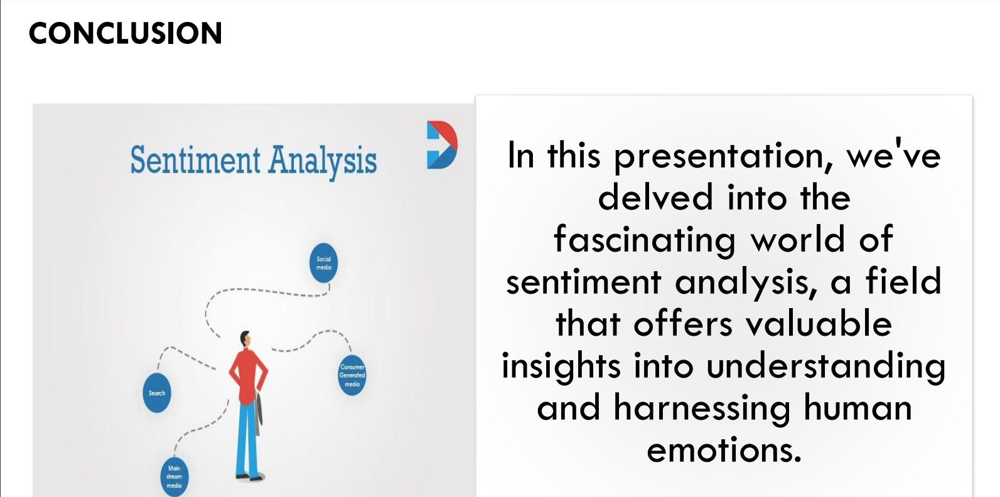 CONCLUSION
Sentiment Analysis
Social
media
Consumer
Generated
media
Search
Main
stream
media
In this presentation, we've
delved into the
fascinating world of
sentiment analysis, a field
that offers valuable
insights into understanding
and harnessing human
emotions.